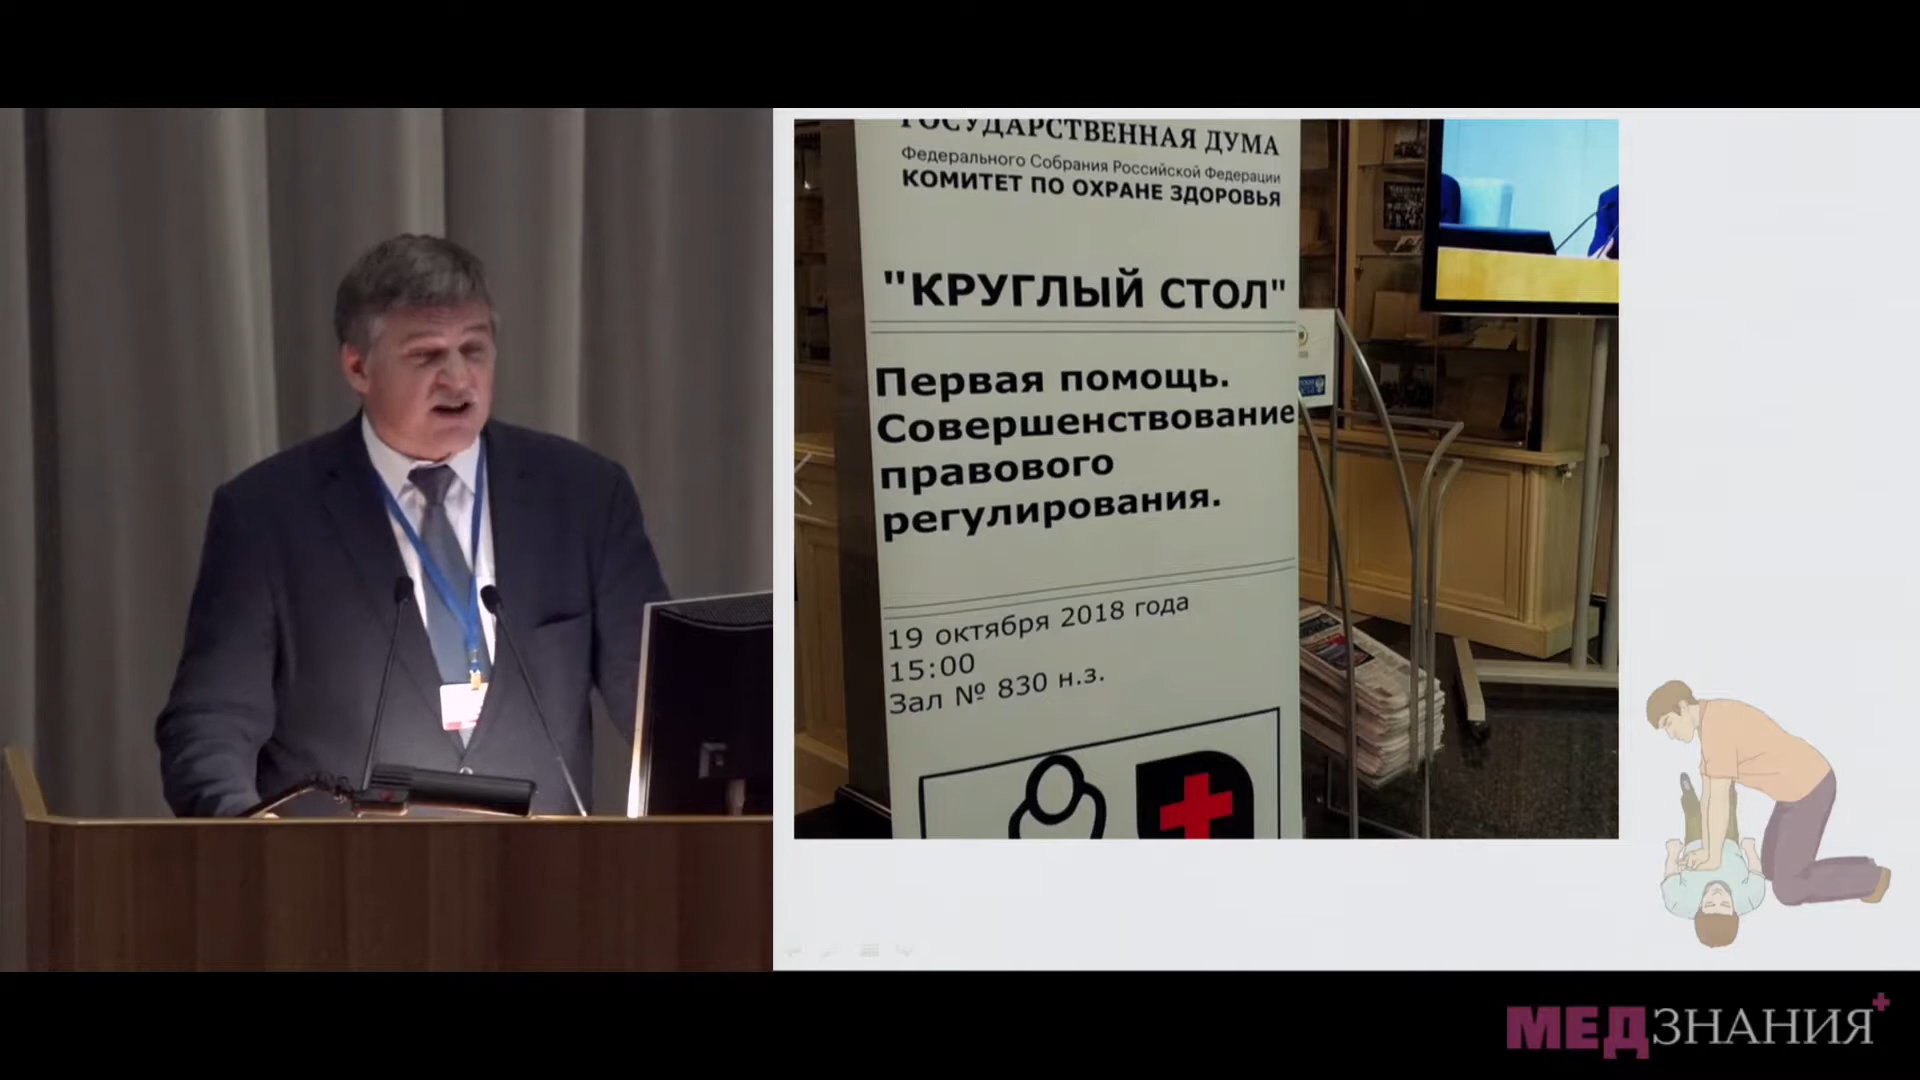 ГОСУДАРСТВЕННАЯ ДУМА
Федерального Собрания Российской Федерации
КОМИТЕТ ПО ОХРАНЕ ЗДОРОВЬЯ
"КРУГЛЫЙ СТОЛ"
Первая помощь.
Совершенствование
правового
регулирования.
19 октября 2018 года
15:00
Зал № 830 н.з.
МЕДЗНАНИЯ+